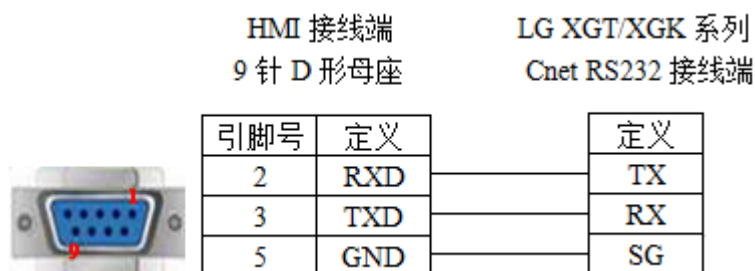 HMI 接线端 LG XGT/XGK 系列
9 针 D 形母座 Cnet RS232 接线端
引脚号 定义 定义
2 RXD TX
1
3 TXD RX
9
5 GND SG